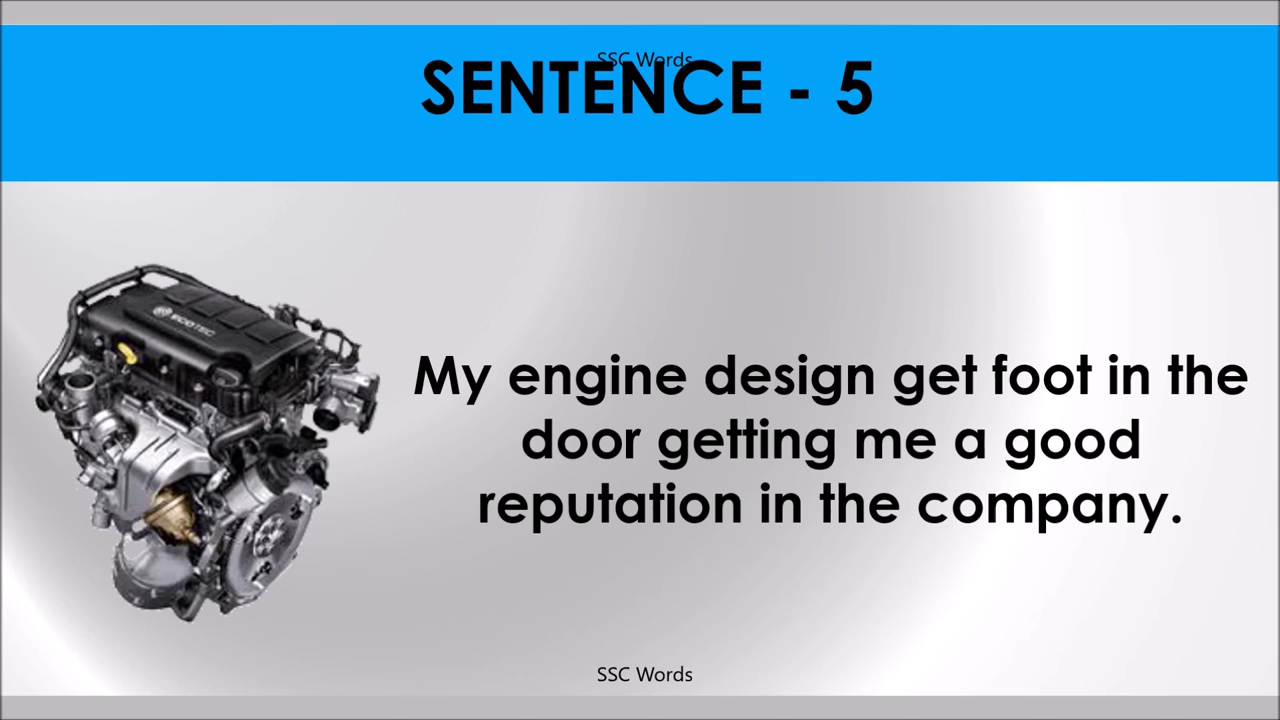 SSC Words
SENTENCE - 5
ECOTEC
My engine design get foot in the
door getting me a good
reputation in the company.
SSC Words